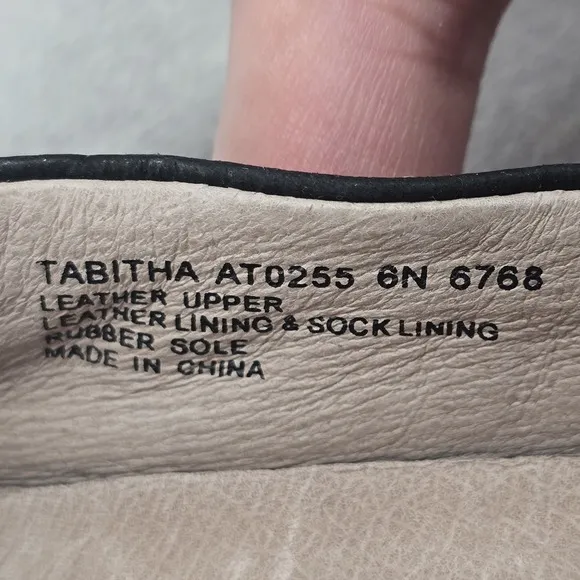 TABITHA AT0255 6N 6768
LEATHER UPPER
LEATHER LINING & SOCK LINING
RUBBER SOLE
MADE IN CHINA